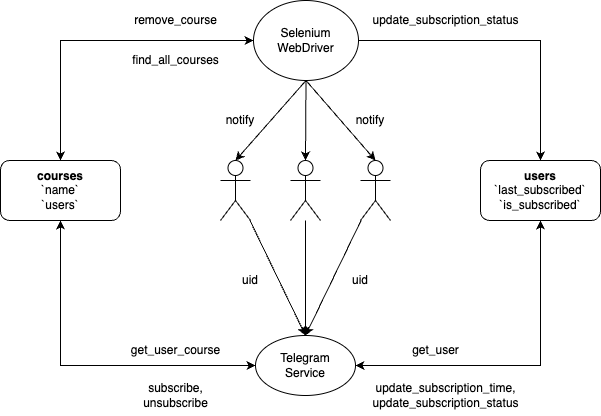 remove_course
Selenium
WebDriver
update_subscription_status
find_all_courses
notify
notify
courses
`name`
`users`
users
`last_subscribed`
`is_subscribed`
uid
uid
get_user_course
Telegram
Service
get_user
subscribe,
unsubscribe
update_subscription_time,
update_subscription_status